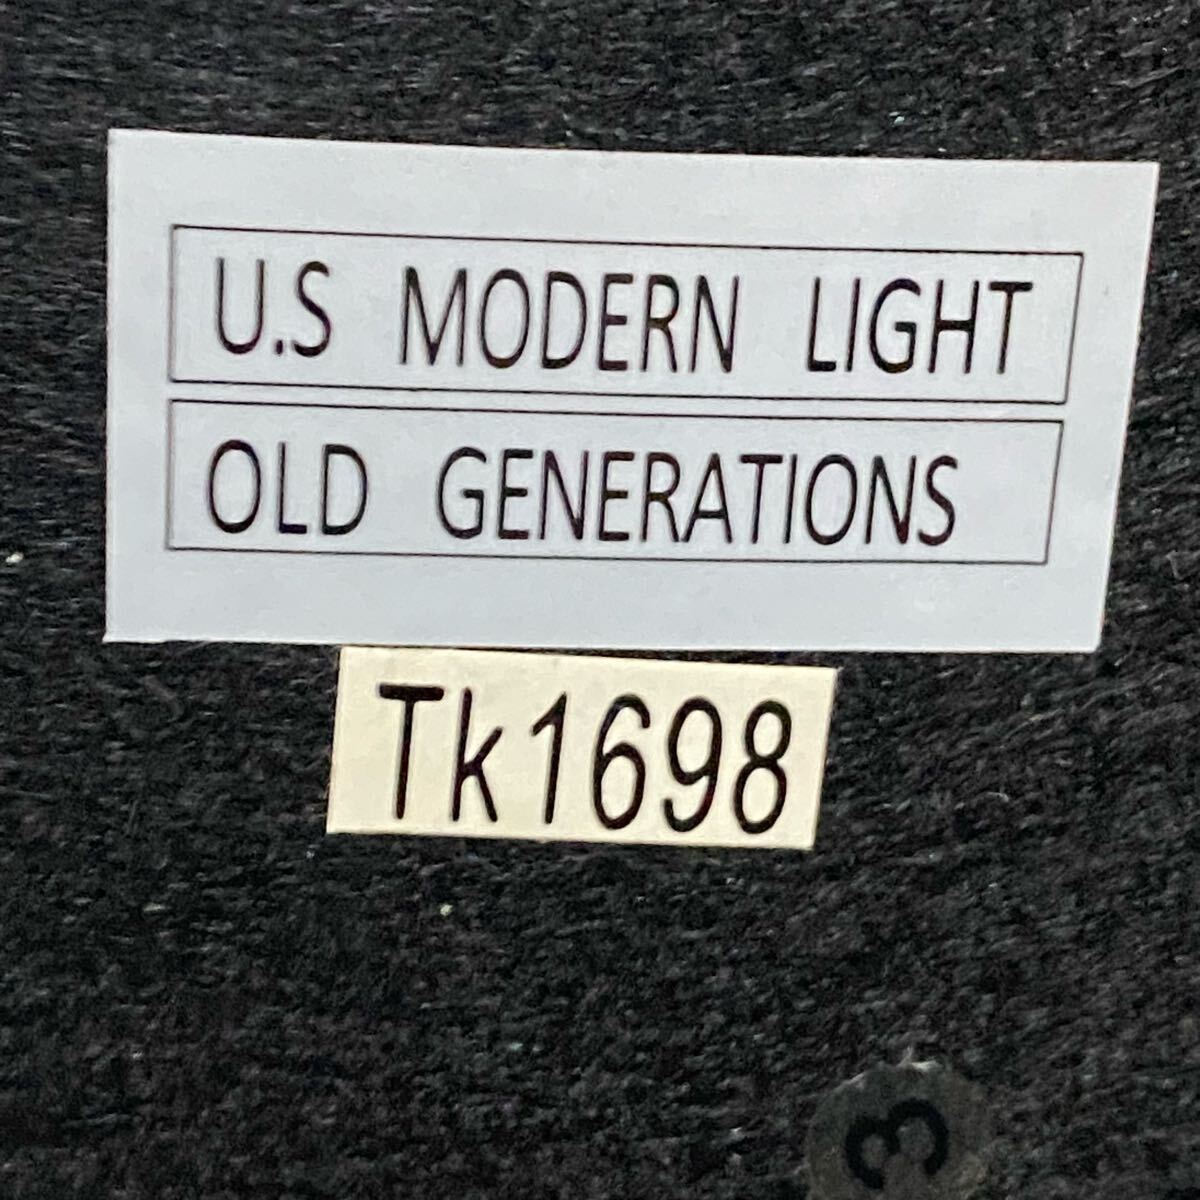 U.S MODERN LIGHT
OLD GENERATIONS
Tk1698
3